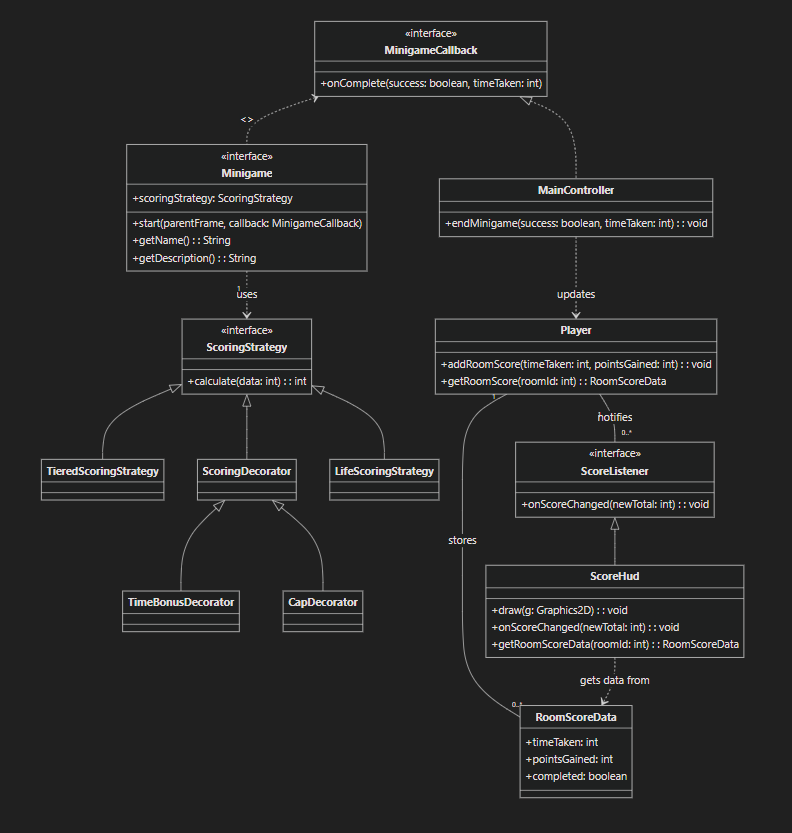 «interface»
MinigameCallback
+onComplete(success: boolean, timeTaken: int)
<>
«interface»
Minigame
+scoringStrategy: ScoringStrategy
+start(parentFrame, callback: MinigameCallback)
+getName() : : String
+getDescription() : : String
MainController
+endMinigame(success: boolean, timeTaken: int) : : void
1
uses
updates
«interface»
ScoringStrategy
+calculate(data: int) : : int
Player
+addRoomScore(timeTaken: int, pointsGained: int) : : void
+getRoomScore(roomId: int) : : RoomScoreData
1
notifies
0..*
TieredScoringStrategy
ScoringDecorator
LifeScoringStrategy
«interface»
ScoreListener
+onScoreChanged(newTotal: int) : : void
stores
TimeBonusDecorator
CapDecorator
ScoreHud
+draw(g: Graphics2D) : : void
+onScoreChanged(newTotal: int) : : void
+getRoomScoreData(roomId: int) : : RoomScoreData
gets data from
0..*
RoomScoreData
+timeTaken: int
+pointsGained: int
+completed: boolean